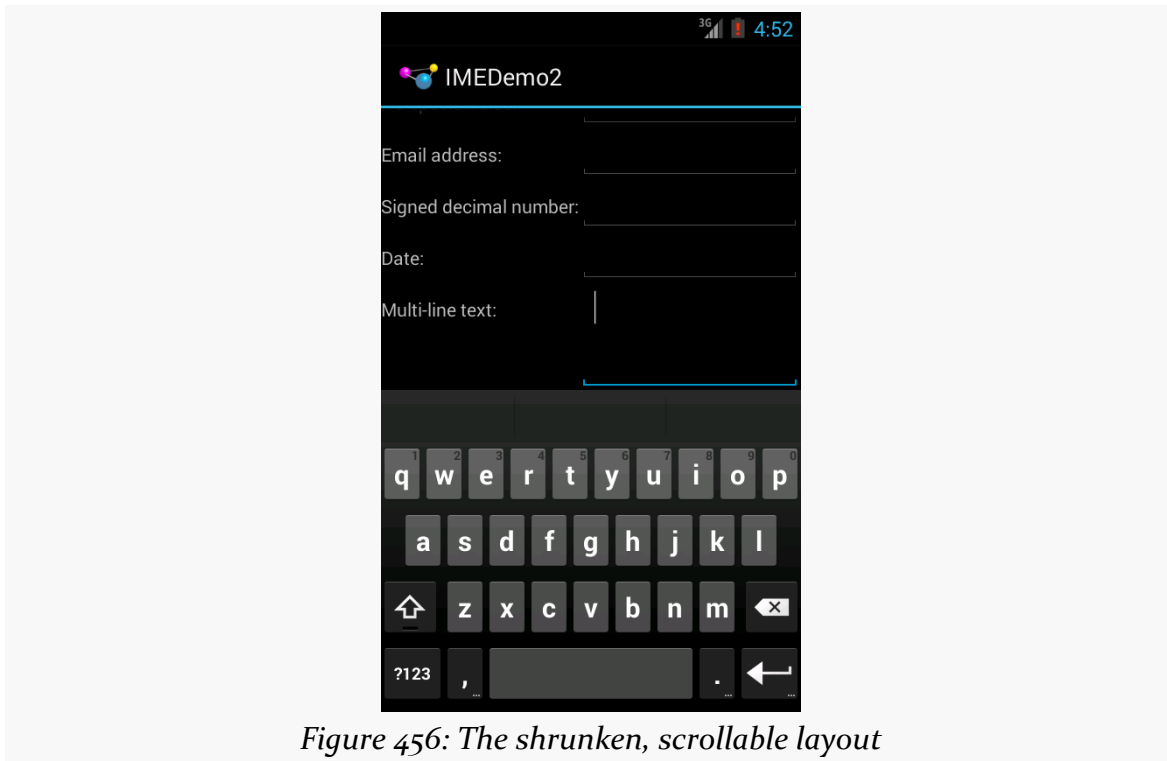 3G 4:52
IMEDemo2
Email address:
Signed decimal number:
Date:
Multi-line text:
1 2 3 4 5 6 7 8 9 0
q w e r t y u i o p
a s d f g h j k l
z x c v b n m
?123 , . 
Figure 456: The shrunken, scrollable layout